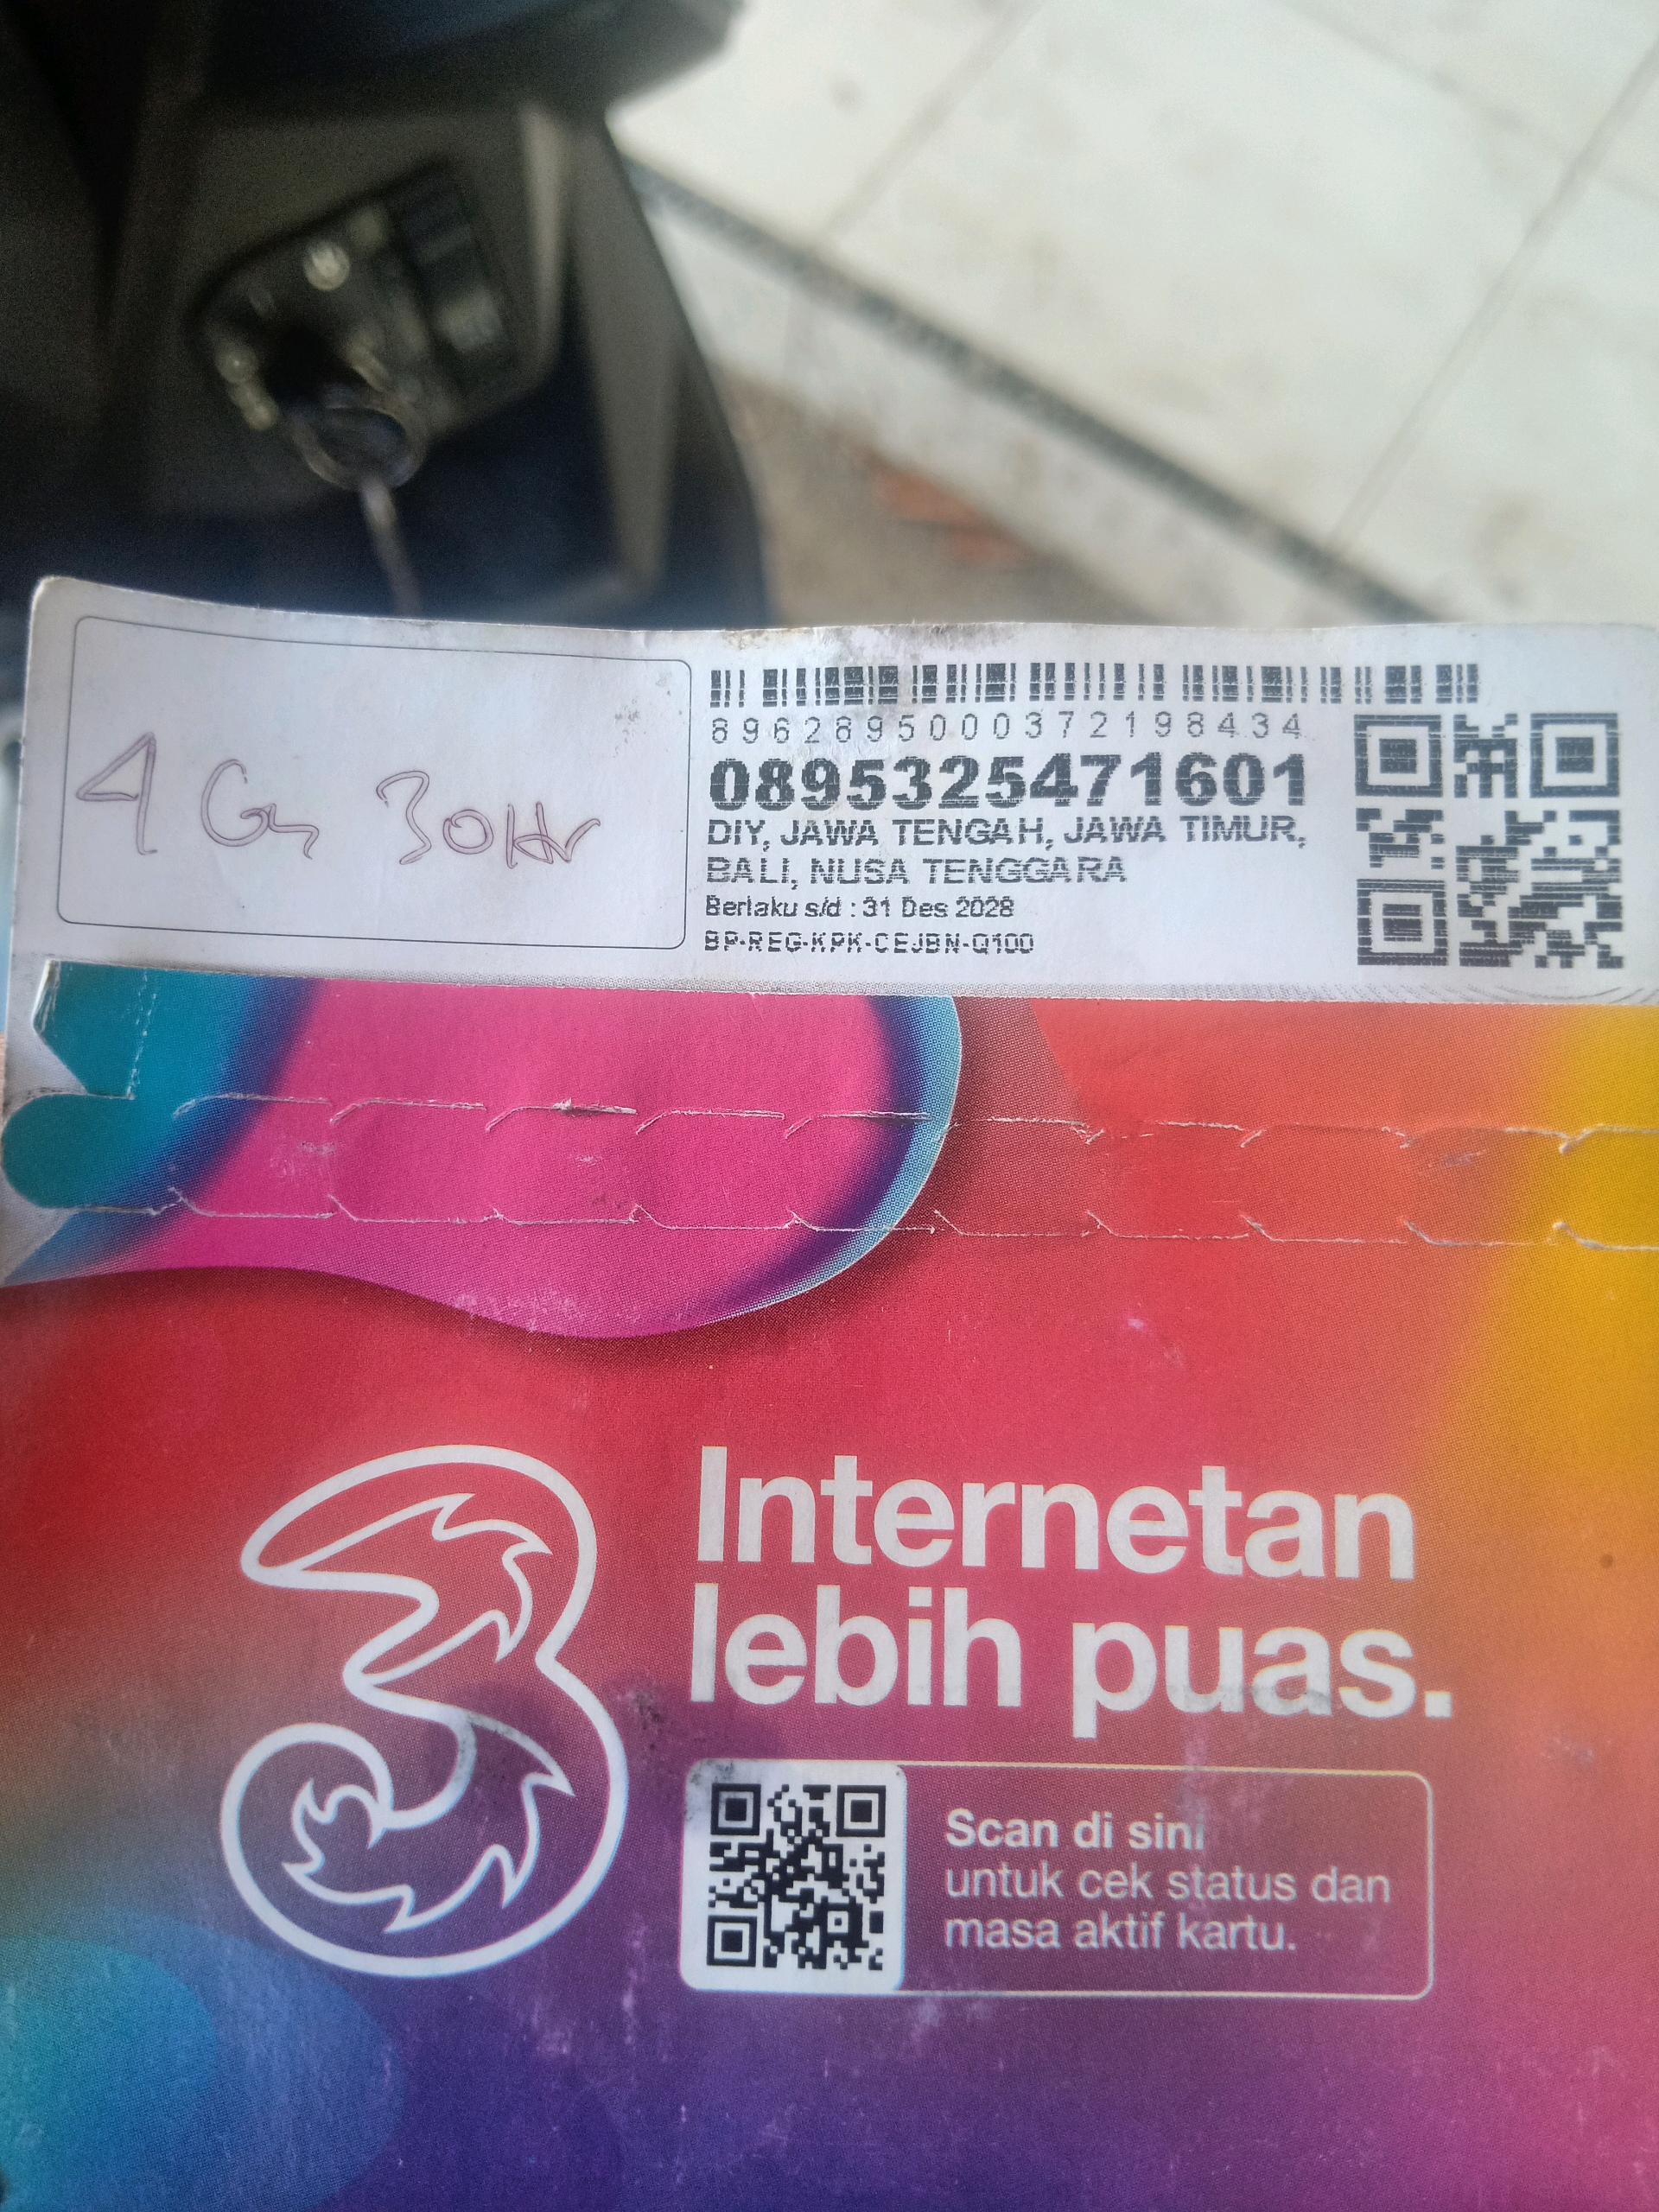 4 Gb 30Hr
8962895000372198434
0895325471601
DIY, JAWA TENGAH, JAWA TIMUR,
BALI, NUSA TENGGARA
Berlaku s/d : 31 Des 2028
BP-REG-KPK-CEJBN-Q100
3
Internetan
lebih puas.
Scan di sini
untuk cek status dan
masa aktif kartu.